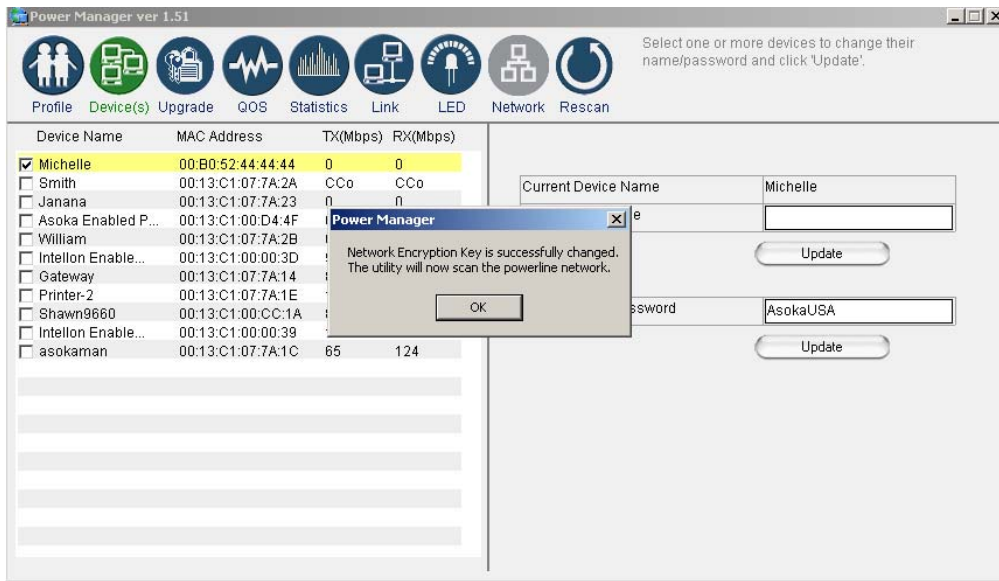 Power Manager ver 1.51
Select one or more devices to change their
name/password and click 'Update'.
Profile Device(s) Upgrade QOS Statistics Link LED Network Rescan
Device Name MAC Address TX(Mbps) RX(Mbps)
Michelle 00:B0:52:44:44:44 0 0
Smith 00:13:C1:07:7A:2A CCo CCo
Janana 00:13:C1:07:7A:23 0 0
Asoka Enabled P... 00:13:C1:00:D4:4F
William 00:13:C1:07:7A:2B
Intellon Enable... 00:13:C1:00:00:3D
Gateway 00:13:C1:07:7A:14
Printer-2 00:13:C1:07:7A:1E
Shawn9660 00:13:C1:00:CC:1A
Intellon Enable... 00:13:C1:00:00:39
asokaman 00:13:C1:07:7A:1C 65 124
Power Manager
Network Encryption Key is successfully changed.
The utility will now scan the powerline network.
OK
Current Device Name Michelle
e
Update
ssword AsokaUSA
Update